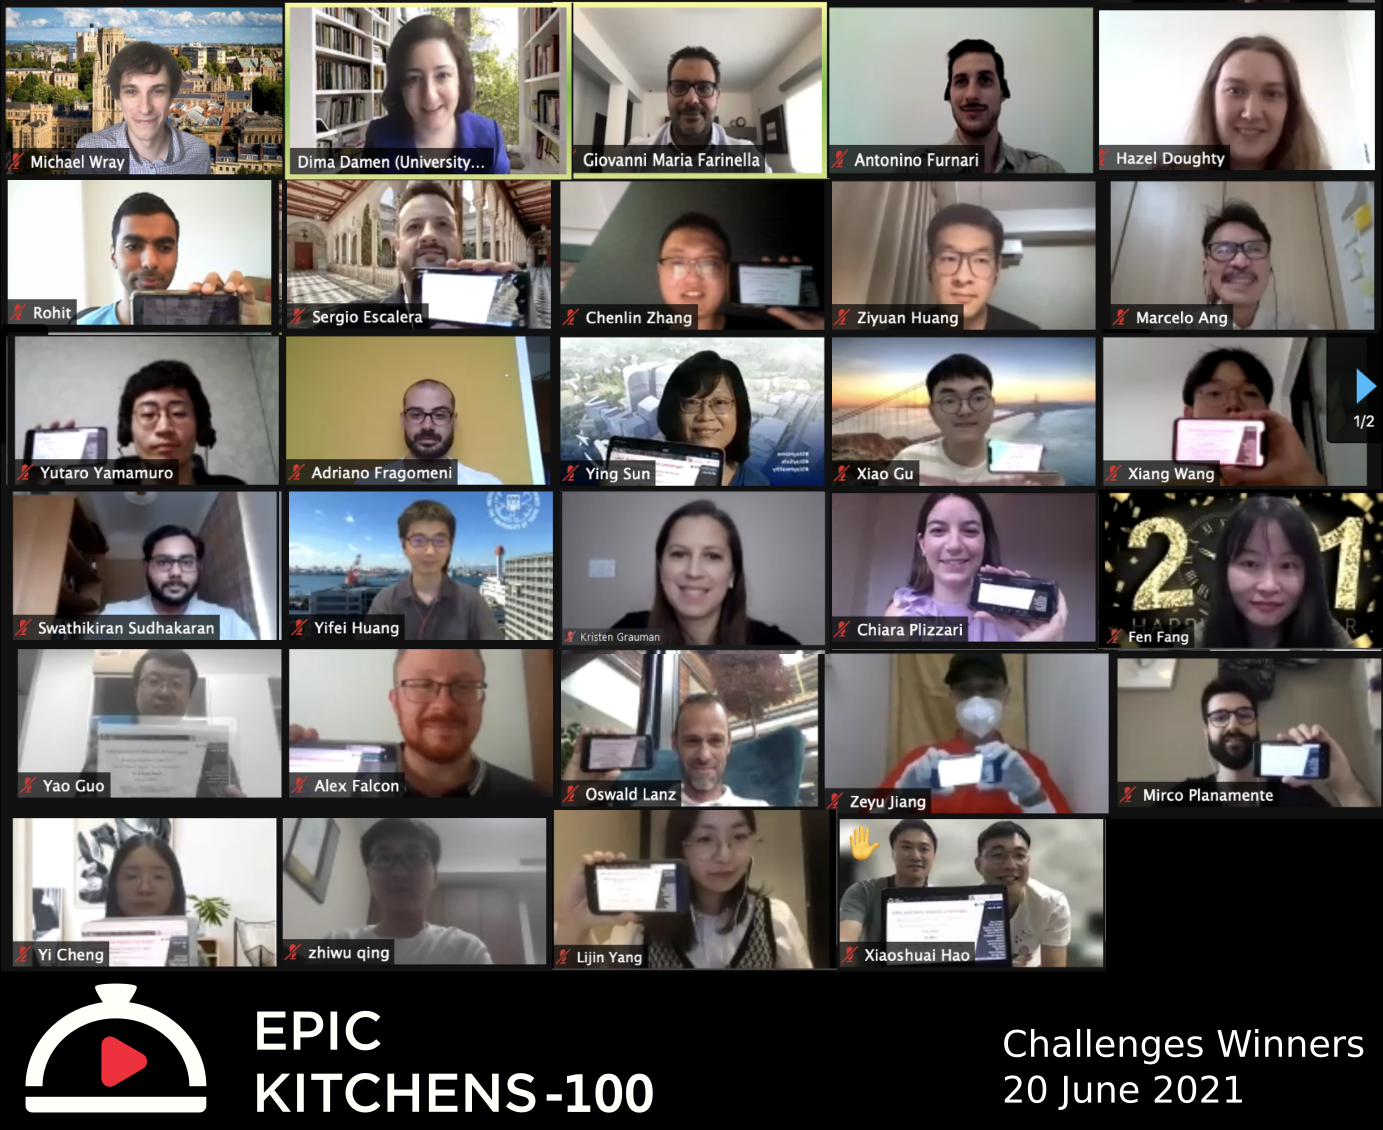 Michael Wray
Dima Damen (University...
Giovanni Maria Farinella
Antonino Furnari
Hazel Doughty
Rohit
Sergio Escalera
Chenlin Zhang
Ziyuan Huang
Marcelo Ang
1/2
Yutaro Yamamuro
Adriano Fragomeni
Ying Sun
Xiao Gu
Xiang Wang
Swathikiran Sudhakaran
Yifei Huang
Kristen Grauman
Chiara Plizzari
Fen Fang
Yao Guo
Alex Falcon
Oswald Lanz
Zeyu Jiang
Mirco Planamente
Yi Cheng
zhiwu qing
Lijin Yang
Xiaoshuai Hao
EPIC
KITCHENS-100
Challenges Winners
20 June 2021